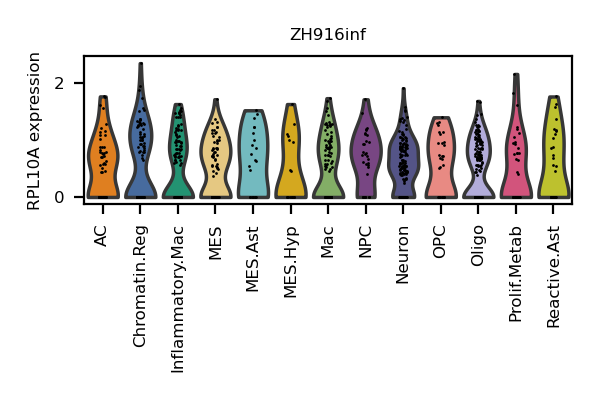 ZH916inf
RPL10A expression
2
0
AC
Chromatin.Reg
Inflammatory.Mac
MES
MES.Ast
MES.Hyp
Mac
NPC
Neuron
OPC
Oligo
Prolif.Metab
Reactive.Ast